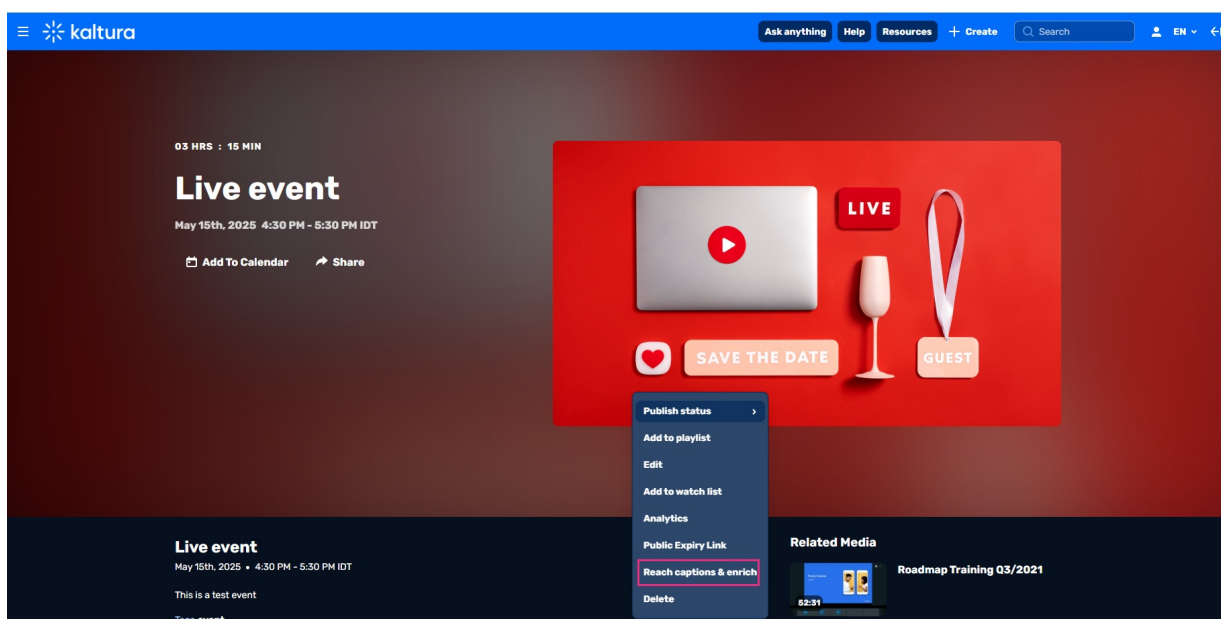 kaltura
Ask anything Help Resources + Create Search EN
03 HRS : 15 MIN
Live event
May 15th, 2025 4:30 PM - 5:30 PM IDT
Add To Calendar Share
LIVE
SAVE THE DATE
GUEST
Publish status
Add to playlist
Edit
Add to watch list
Analytics
Public Expiry Link
Reach captions & enrich
Delete
Live event
May 15th, 2025 • 4:30 PM - 5:30 PM IDT
This is a test event
Tags event
Related Media
Roadmap Training Q3/2021
52:31